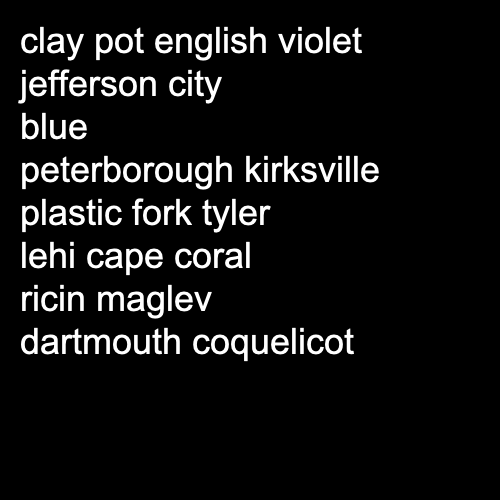 clay pot english violet
jefferson city
blue
peterborough kirksville
plastic fork tyler
lehi cape coral
ricin maglev
dartmouth coquelicot